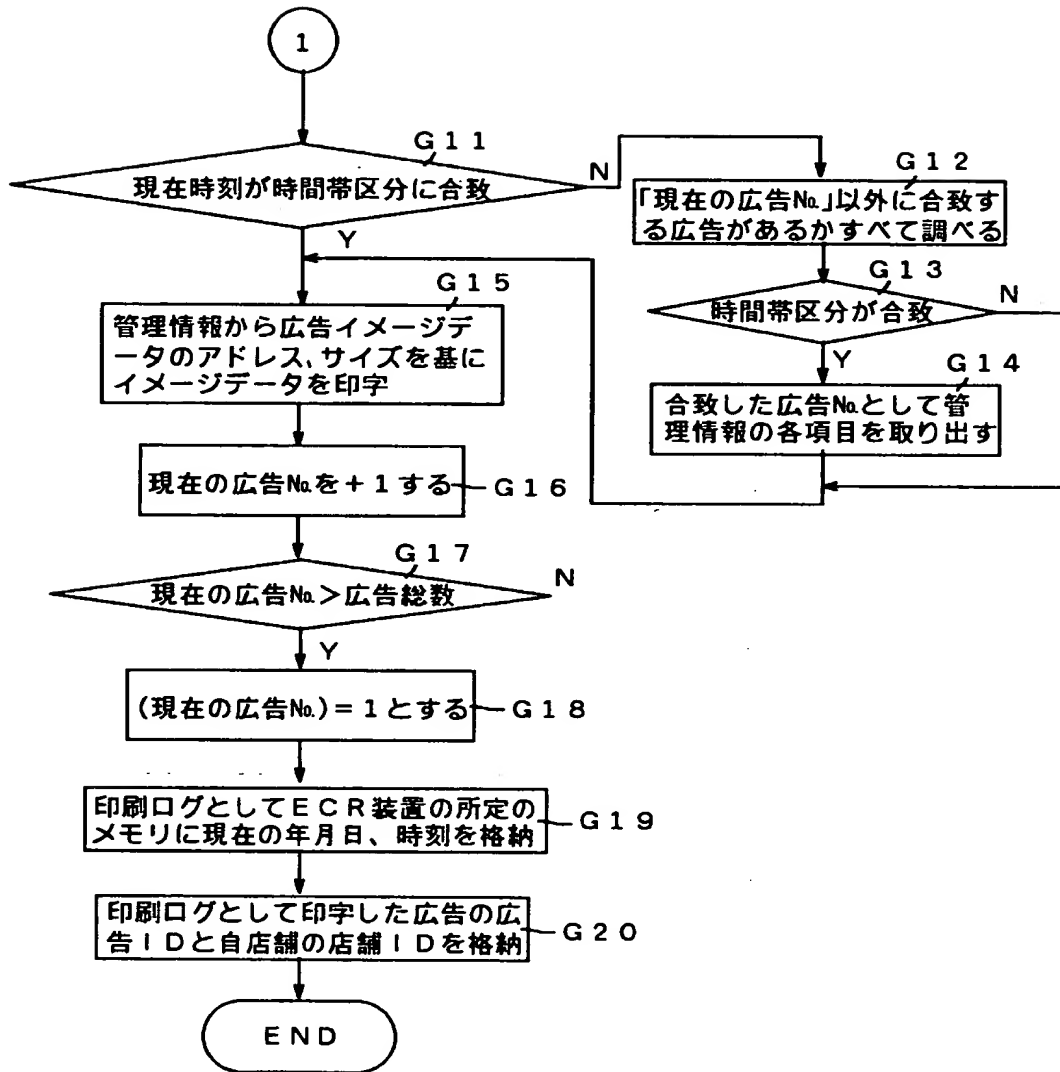 1
G11
現在時刻が時間帯区分に合致
N
Y
G12
「現在の広告№」以外に合致す
る広告があるかすべて調べる
G13
時間帯区分が合致
N
Y
G14
合致した広告№として管
理情報の各項目を取り出す
G15
管理情報から広告イメージデ
ータのアドレス、サイズを基に
イメージデータを印字
現在の広告№を+1する
G16
G17
現在の広告№>広告総数
N
Y
(現在の広告№)=1とする
G18
印刷ログとしてECR装置の所定の
メモリに現在の年月日、時刻を格納
G19
印刷ログとして印字した広告の広
告IDと自店舗の店舗IDを格納
G20
END